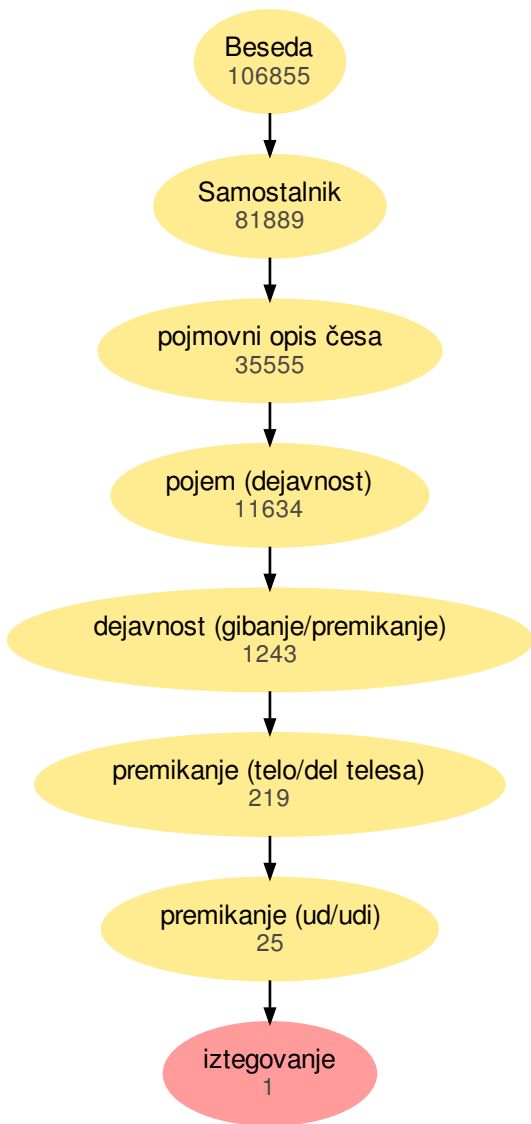 Beseda
106855
Samostalnik
81889
pojmovni opis česa
35555
pojem (dejavnost)
11634
dejavnost (gibanje/premikanje)
1243
premikanje (telo/del telesa)
219
premikanje (ud/udi)
25
iztegovanje
1